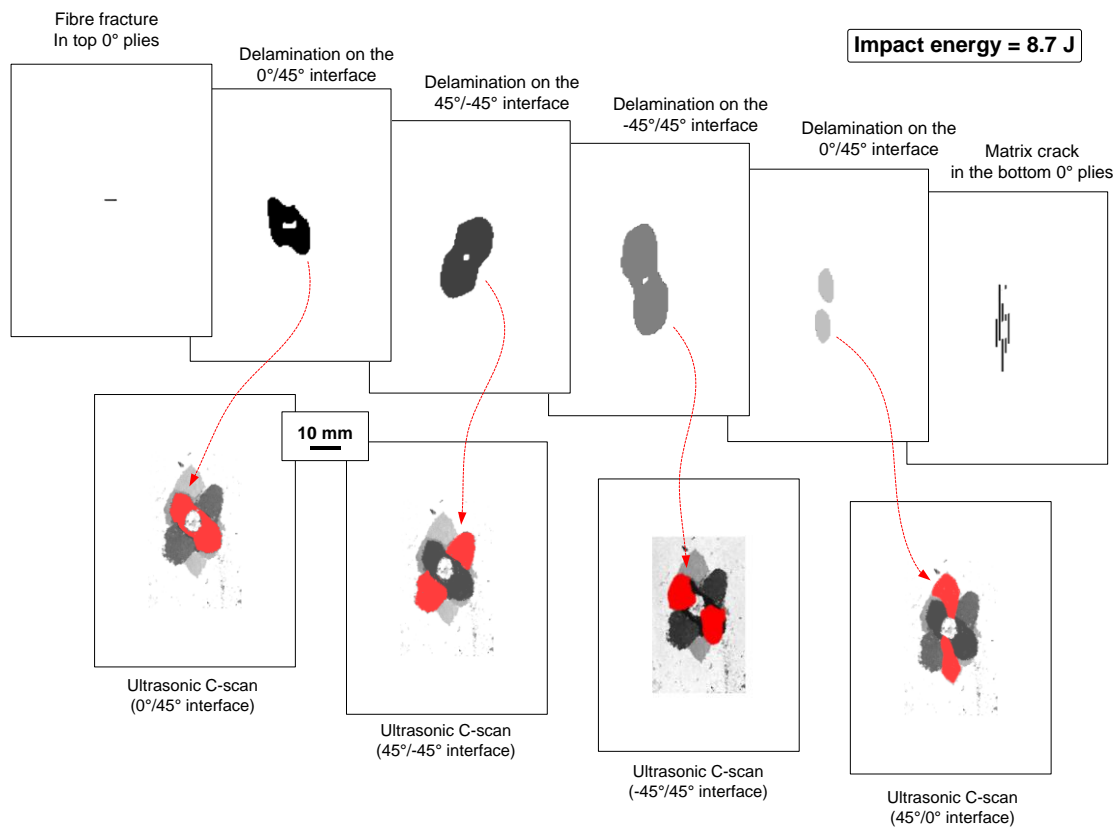 Fibre fracture
In top 0° plies
Delamination on the
0°/45° interface
Delamination on the
45°/-45° interface
Delamination on the
-45°/45° interface
Delamination on the
0°/45° interface
Matrix crack
in the bottom 0° plies
Impact energy = 8.7 J
10 mm
Ultrasonic C-scan
(0°/45° interface)
Ultrasonic C-scan
(45°/-45° interface)
Ultrasonic C-scan
(-45°/45° interface)
Ultrasonic C-scan
(45°/0° interface)